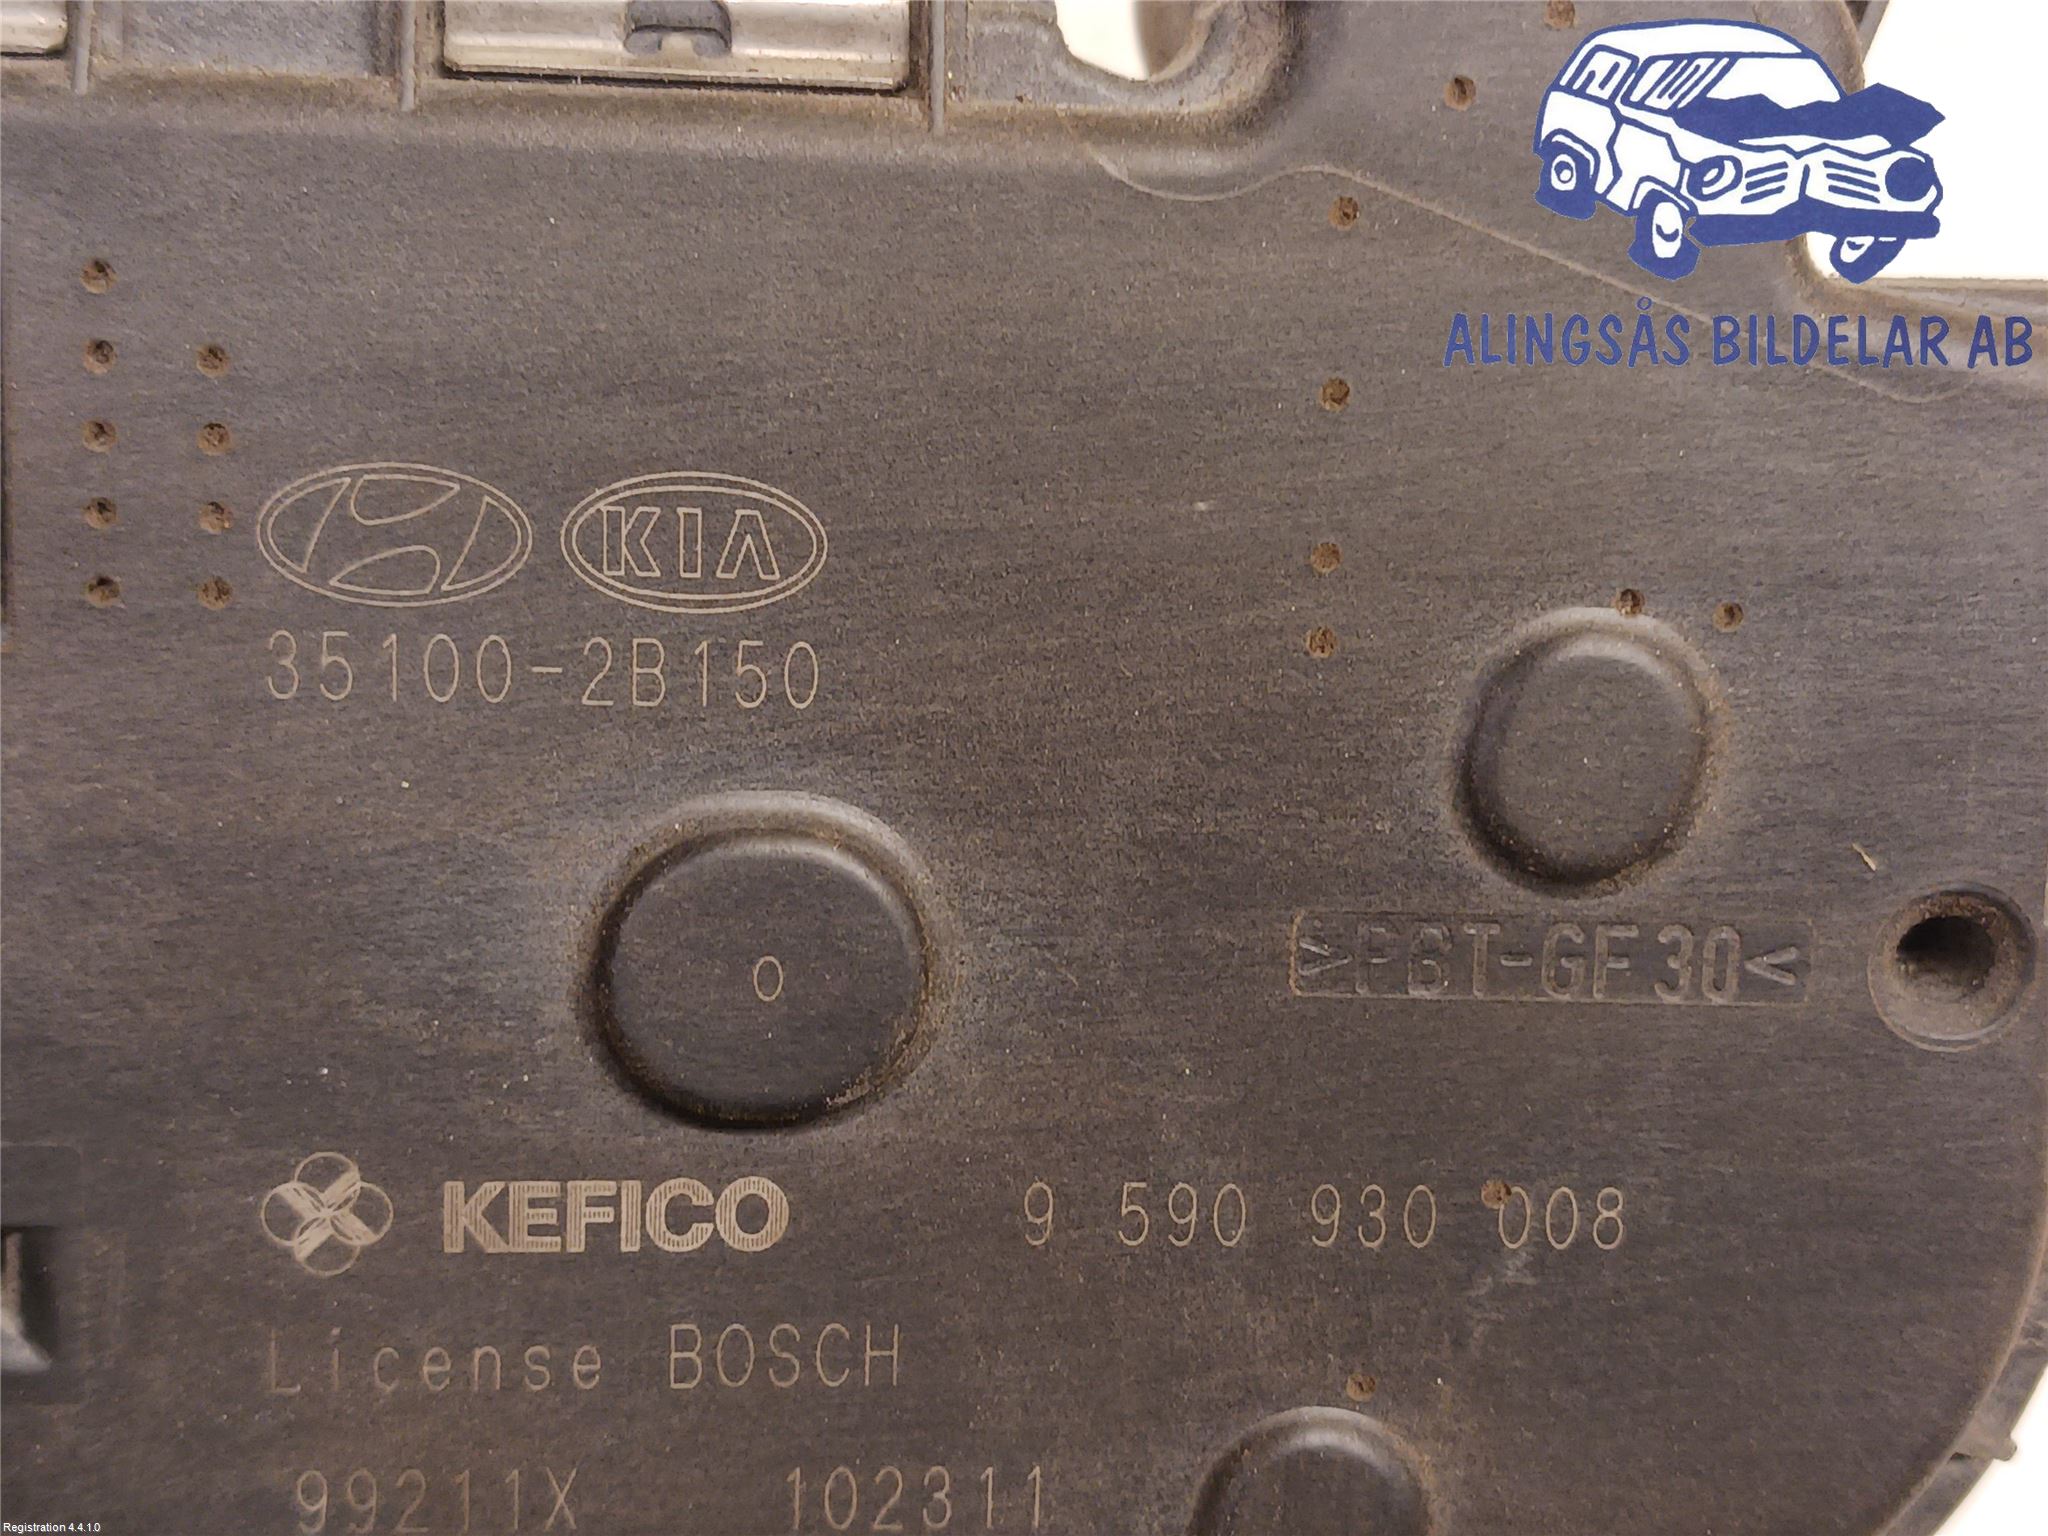 ALINGSÅS BILDELAR AB
KIA
35100-2B150
0
>PBT-GF30<
KEFICO 9 590 930 008
License BOSCH
99211X 102311
Registration 4.4.1.0